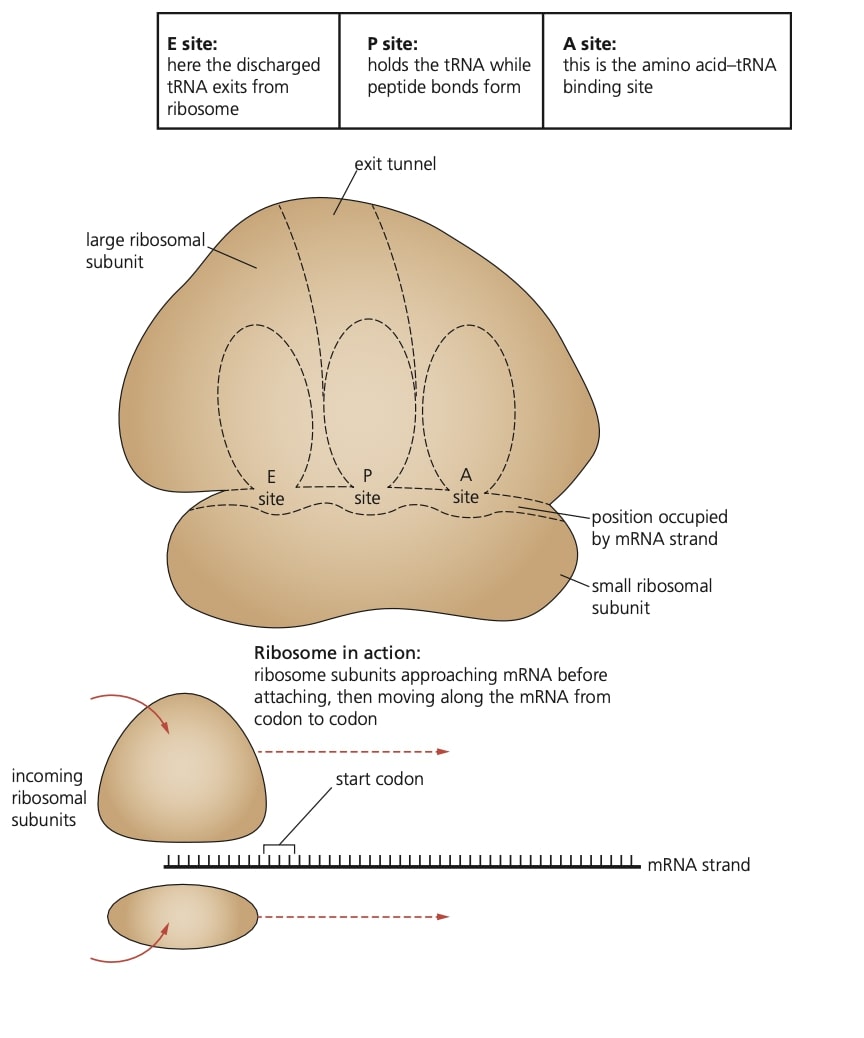 E site:
here the discharged
tRNA exits from
ribosome
P site:
holds the tRNA while
peptide bonds form
A site:
this is the amino acid–tRNA
binding site
exit tunnel
large ribosomal
subunit
E
site
P
site
A
site
position occupied
by mRNA strand
small ribosomal
subunit
Ribosome in action:
ribosome subunits approaching mRNA before
attaching, then moving along the mRNA from
codon to codon
incoming
ribosomal
subunits
start codon
mRNA strand